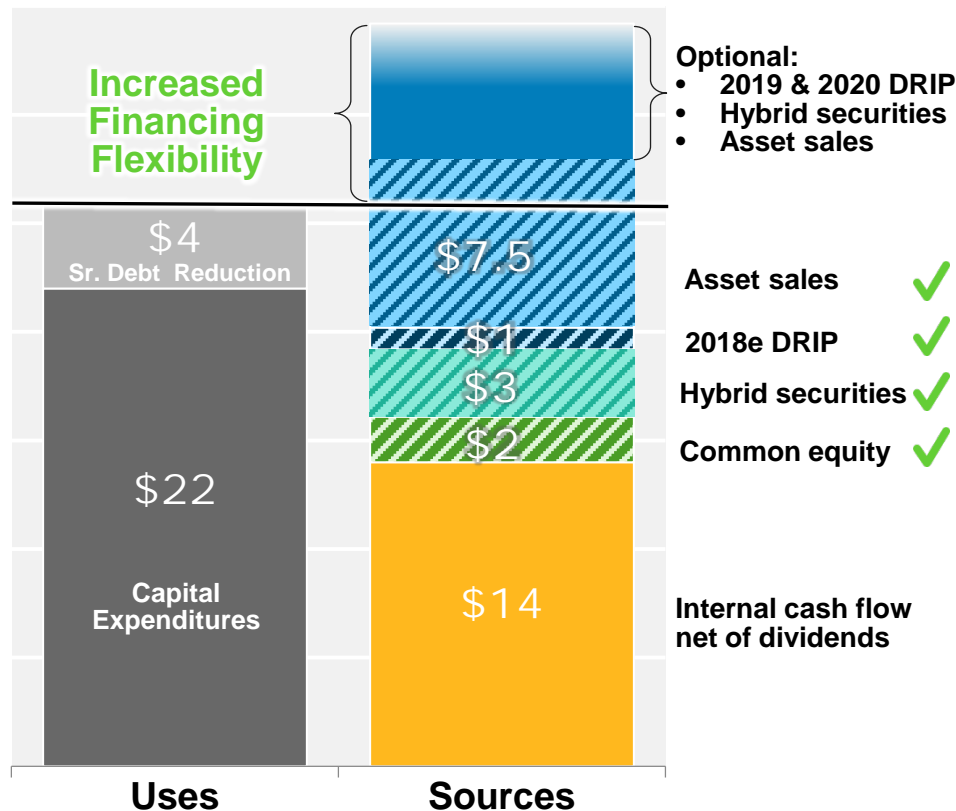 Increased
Financing
Flexibility
Optional:
• 2019 & 2020 DRIP
• Hybrid securities
• Asset sales
$4
Sr. Debt Reduction
$7.5
Asset sales
$1
2018e DRIP
$3
Hybrid securities
$2
Common equity
$22
Capital
Expenditures
$14
Internal cash flow
net of dividends
Uses
Sources